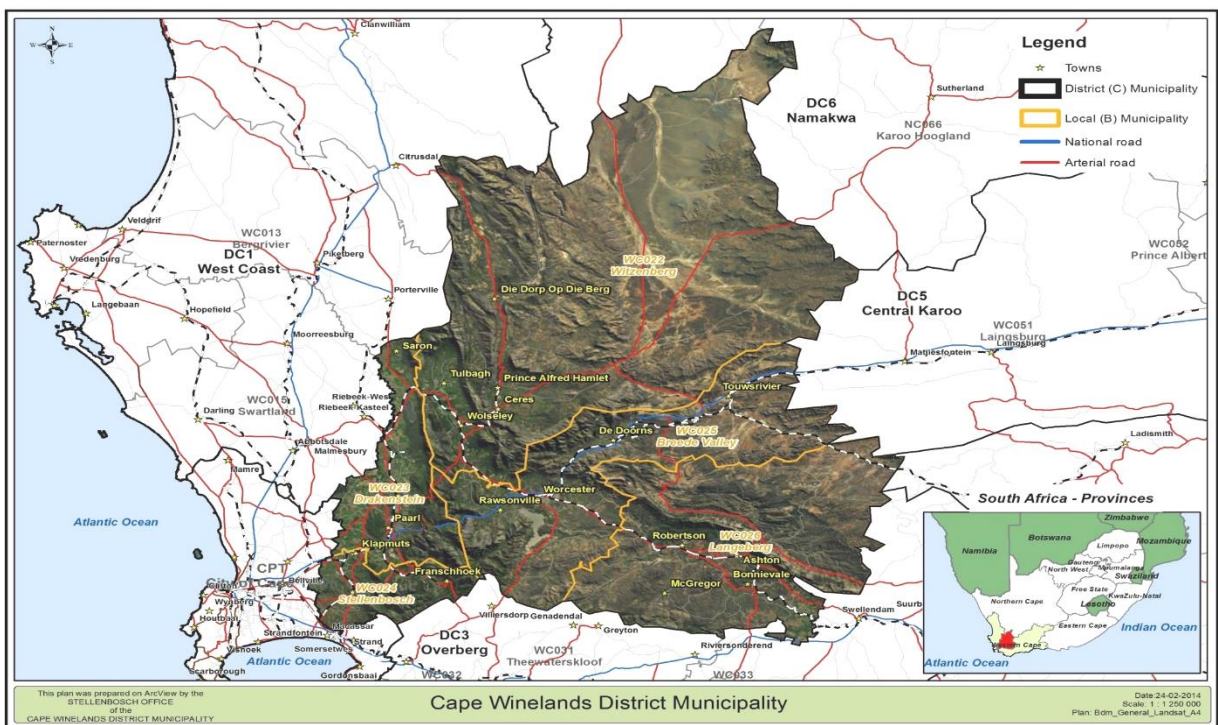 N
W
E
S
Clanwilliam
Legend
Towns
District (C) Municipality
Local (B) Municipality
National road
Arterial road
DC6
Namakwa
Sutherland
NC066
Karoo Hoogland
Citrusdal
Velddrif
Paternoster
Vredenburg
WC013
Bergrivier
DC1
West Coast
Piketberg
Langebaan
Hopefield
Porterville
Moorreesburg
WC022
Witzenberg
Die Dorp Op Die Berg
WC052
Prince Albert
DC5
Central Karoo
WC051
Laingsburg
Laingsburg
Matjiesfontein
Saron
Tulbagh
Prince Alfred Hamlet
Ceres
Wolseley
Touwsrivier
De Doorns
WC025
Breede Valley
Riebeek-West
Riebeek-Kasteel
WC015
Swartland
Darling
Abbotsdale
Malmesbury
Mamre
Ladismith
WC023
Drakenstein
Rawsonville
Worcester
Paarl
Klapmuts
Franschhoek
WC024
Stellenbosch
Robertson
WC026
Langeberg
Ashton
Bonnievale
McGregor
Atlantic Ocean
CPT
Bellville
Wynberg
Houtbaai
Strandfontein
Macassar
Strand
Somersetwes
Gordonsbaai
Scarborough
Atlantic Ocean
DC3
Overberg
Villiersdorp
Genadendal
Greyton
WC031
Theewaterskloof
WC032
Riviersonderend
WC033
Swellendam
Suurb
South Africa - Provinces
Zimbabwe
Namibia
Botswana
Mozambique
Limpopo
Gauteng
North West
Mpumalanga
Swaziland
Free State
KwaZulu-Natal
Lesotho
Northern Cape
Eastern Cape
Western Cape
Indian Ocean
Atlantic Ocean
This plan was prepared on ArcView by the
STELLENBOSCH OFFICE
of the
CAPE WINELANDS DISTRICT MUNICIPALITY
Cape Winelands District Municipality
Date:24-02-2014
Scale: 1 : 1 250 000
Plan: Bdm_General_Landsat_A4